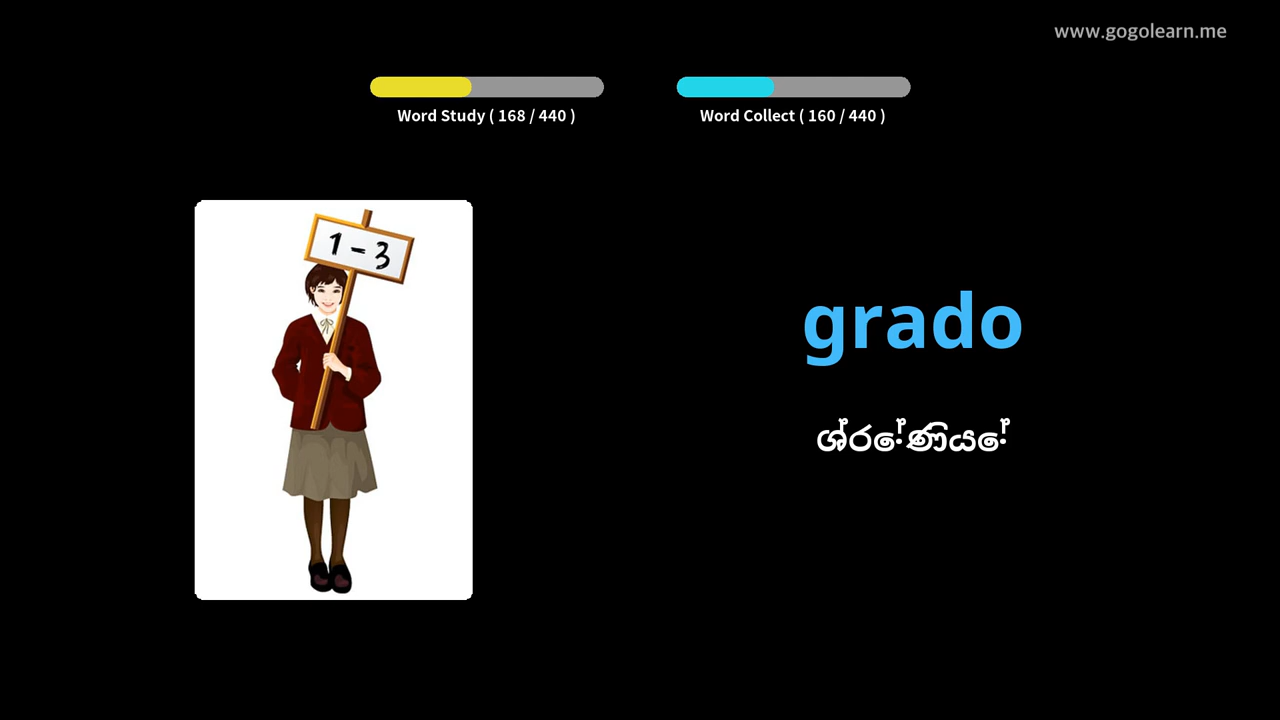 www.gogolearn.me
Word Study ( 168 / 440 )
Word Collect ( 160 / 440 )
1 - 3
grado
ශ්රේණියේ